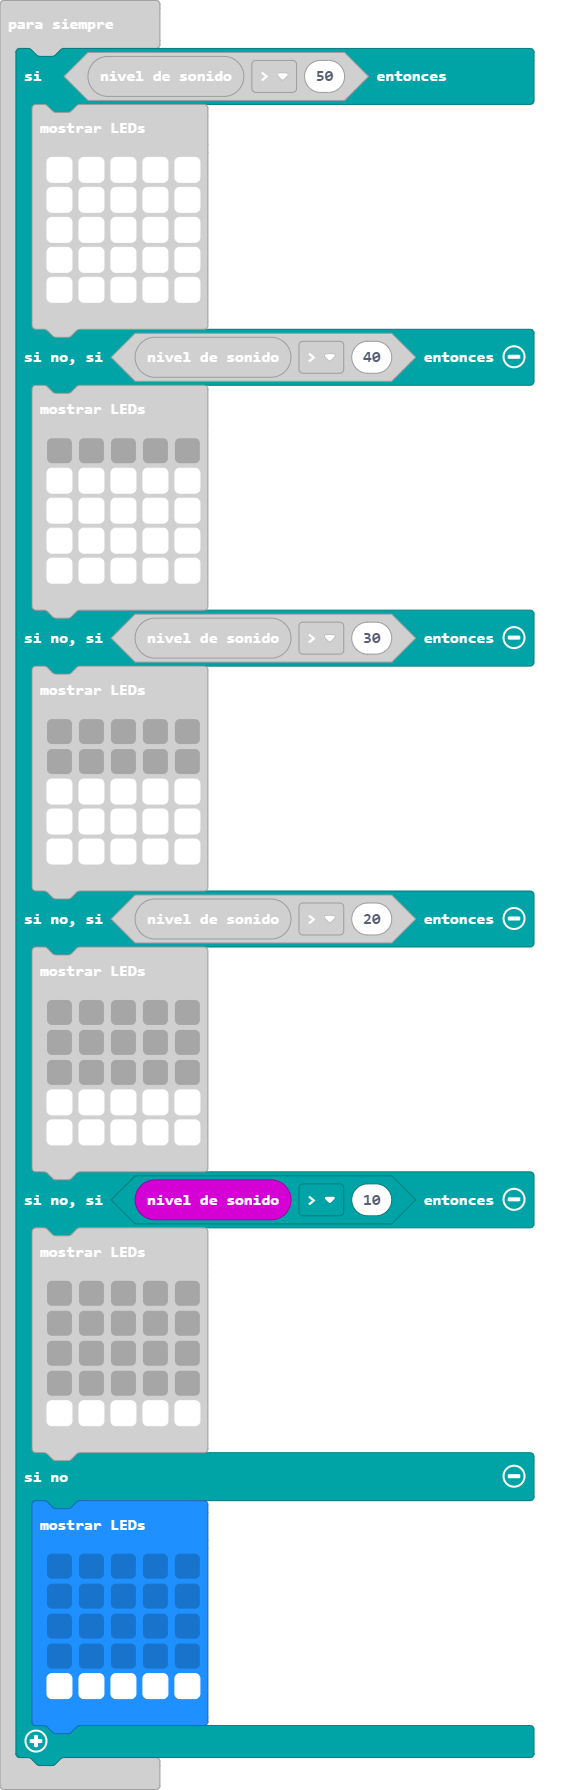 para siempre
si nivel de sonido > 50 entonces
mostrar LEDs
si no, si nivel de sonido > 40 entonces
mostrar LEDs
si no, si nivel de sonido > 30 entonces
mostrar LEDs
si no, si nivel de sonido > 20 entonces
mostrar LEDs
si no, si nivel de sonido > 10 entonces
mostrar LEDs
si no
mostrar LEDs